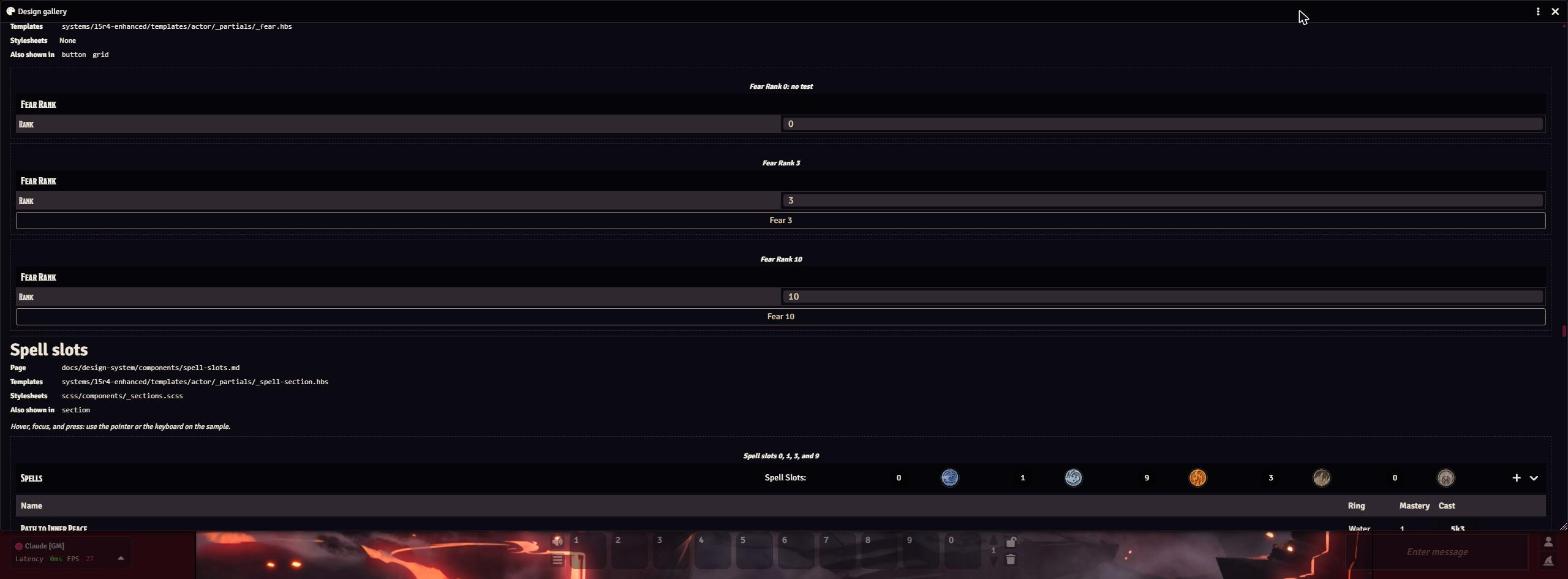 Design gallery
Templates systems/l5r4-enhanced/templates/actor/_partials/_fear.hbs
Stylesheets None
Also shown in button grid
Fear Rank 0: no test
Fear Rank
Rank 0
Fear Rank 3
Fear Rank
Rank 3
Fear 3
Fear Rank 10
Fear Rank
Rank 10
Fear 10
Spell slots
Page docs/design-system/components/spell-slots.md
Templates systems/l5r4-enhanced/templates/actor/_partials/_spell-section.hbs
Stylesheets scss/components/_sections.scss
Also shown in section
Hover, focus, and press: use the pointer or the keyboard on the sample.
Spell slots 0, 1, 3, and 9
Spells Spell Slots: 0 1 9 3 0
Name Ring Mastery Cast
Path to Inner Peace Water 1 5k3
Claude [GM]
Latency 0ms FPS 27
1 2 3 4 5 6 7 8 9 0 1
Enter message